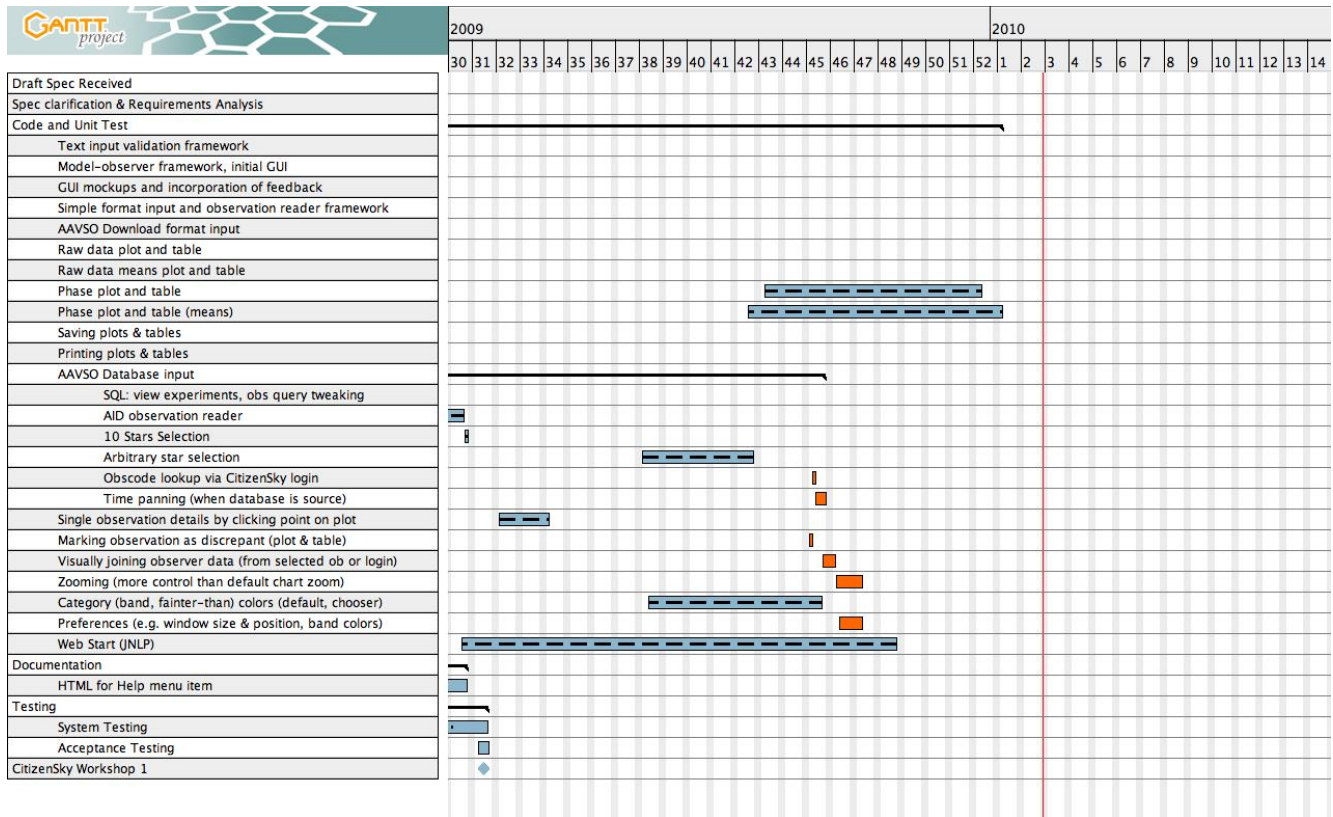 GANTT
project
2009 2010
30 31 32 33 34 35 36 37 38 39 40 41 42 43 44 45 46 47 48 49 50 51 52 1 2 3 4 5 6 7 8 9 10 11 12 13 14
Draft Spec Received
Spec clarification & Requirements Analysis
Code and Unit Test
Text input validation framework
Model-observer framework, initial GUI
GUI mockups and incorporation of feedback
Simple format input and observation reader framework
AAVSO Download format input
Raw data plot and table
Raw data means plot and table
Phase plot and table
Phase plot and table (means)
Saving plots & tables
Printing plots & tables
AAVSO Database input
SQL: view experiments, obs query tweaking
AID observation reader
10 Stars Selection
Arbitrary star selection
Obscode lookup via CitizenSky login
Time panning (when database is source)
Single observation details by clicking point on plot
Marking observation as discrepant (plot & table)
Visually joining observer data (from selected ob or login)
Zooming (more control than default chart zoom)
Category (band, fainter-than) colors (default, chooser)
Preferences (e.g. window size & position, band colors)
Web Start (JNLP)
Documentation
HTML for Help menu item
Testing
System Testing
Acceptance Testing
CitizenSky Workshop 1